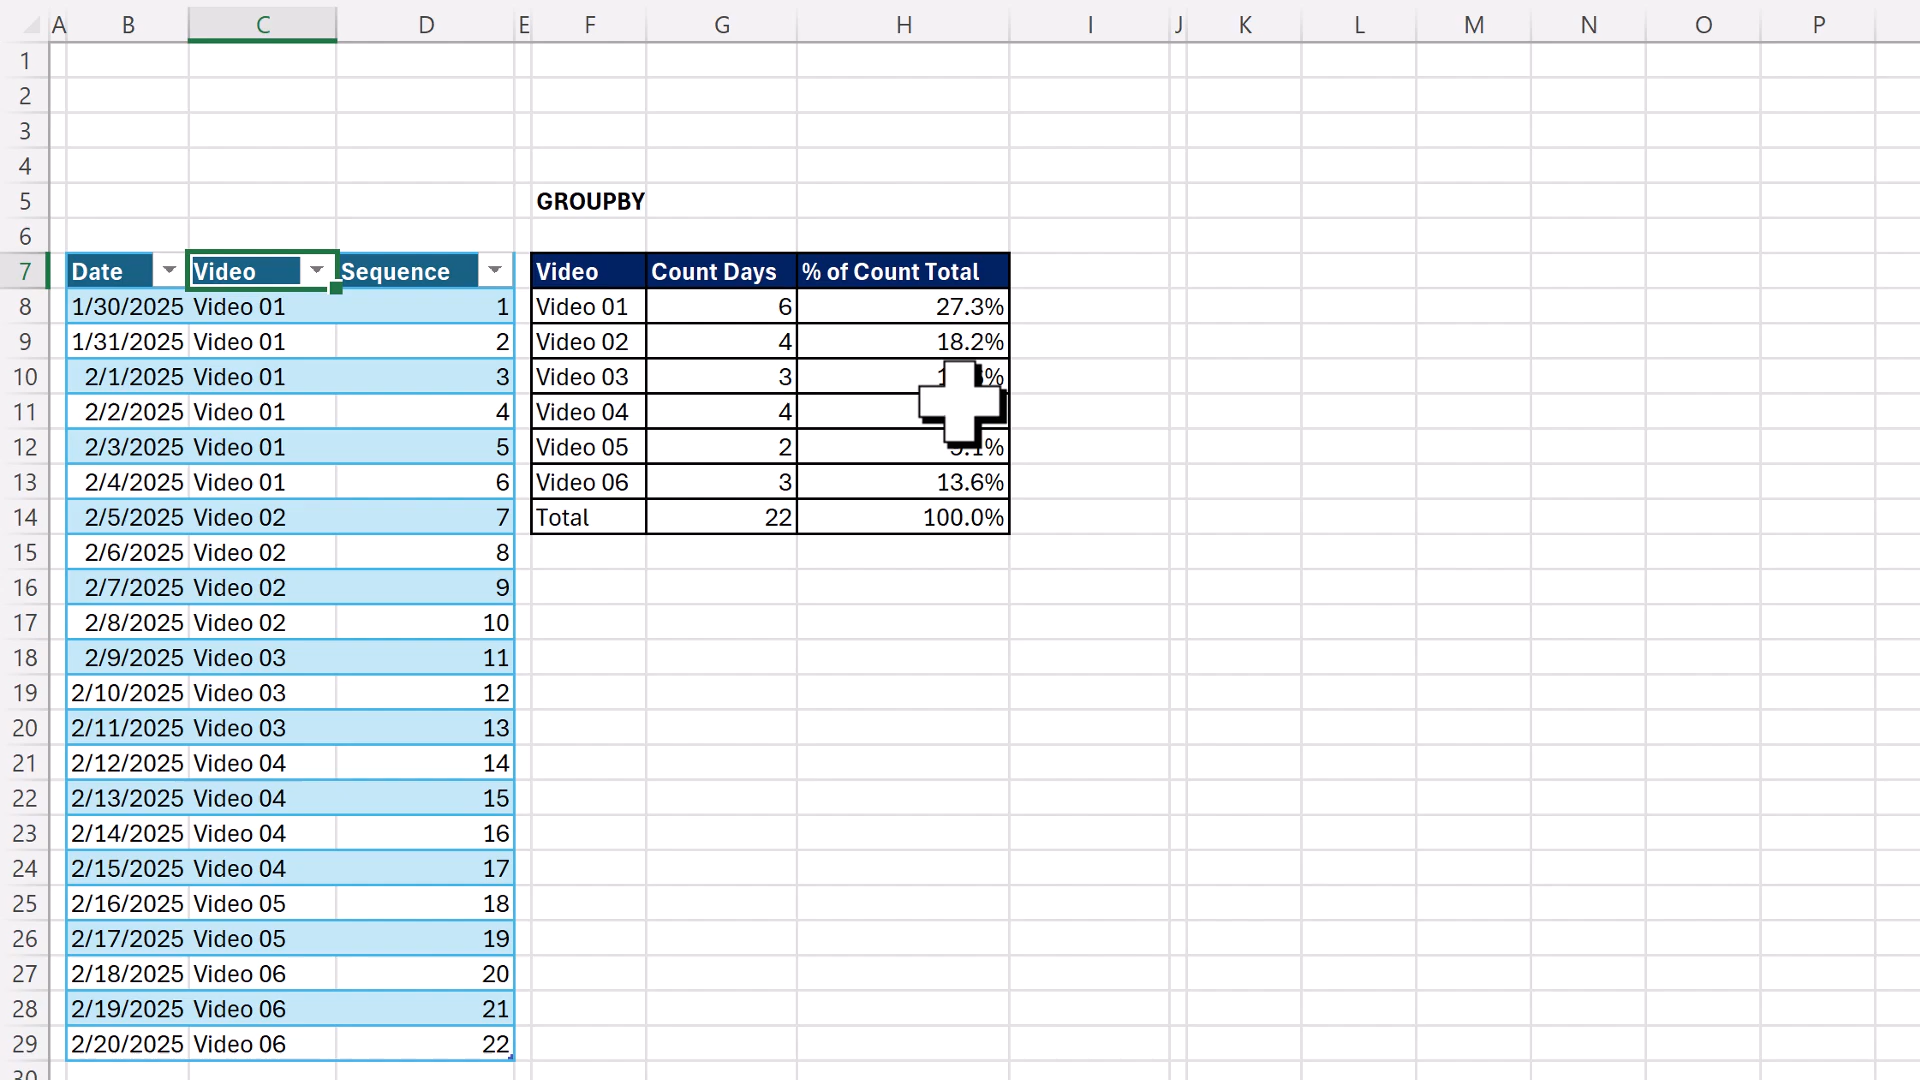 A B C D E F G H I J K L M N O P
1
2
3
4
5 GROUPBY
6
7 Date Video Sequence Video Count Days % of Count Total
8 1/30/2025 Video 01 1 Video 01 6 27.3%
9 1/31/2025 Video 01 2 Video 02 4 18.2%
10 2/1/2025 Video 01 3 Video 03 3
11 2/2/2025 Video 01 4 Video 04 4
12 2/3/2025 Video 01 5 Video 05 2
13 2/4/2025 Video 01 6 Video 06 3 13.6%
14 2/5/2025 Video 02 7 Total 22 100.0%
15 2/6/2025 Video 02 8
16 2/7/2025 Video 02 9
17 2/8/2025 Video 02 10
18 2/9/2025 Video 03 11
19 2/10/2025 Video 03 12
20 2/11/2025 Video 03 13
21 2/12/2025 Video 04 14
22 2/13/2025 Video 04 15
23 2/14/2025 Video 04 16
24 2/15/2025 Video 04 17
25 2/16/2025 Video 05 18
26 2/17/2025 Video 05 19
27 2/18/2025 Video 06 20
28 2/19/2025 Video 06 21
29 2/20/2025 Video 06 22
30